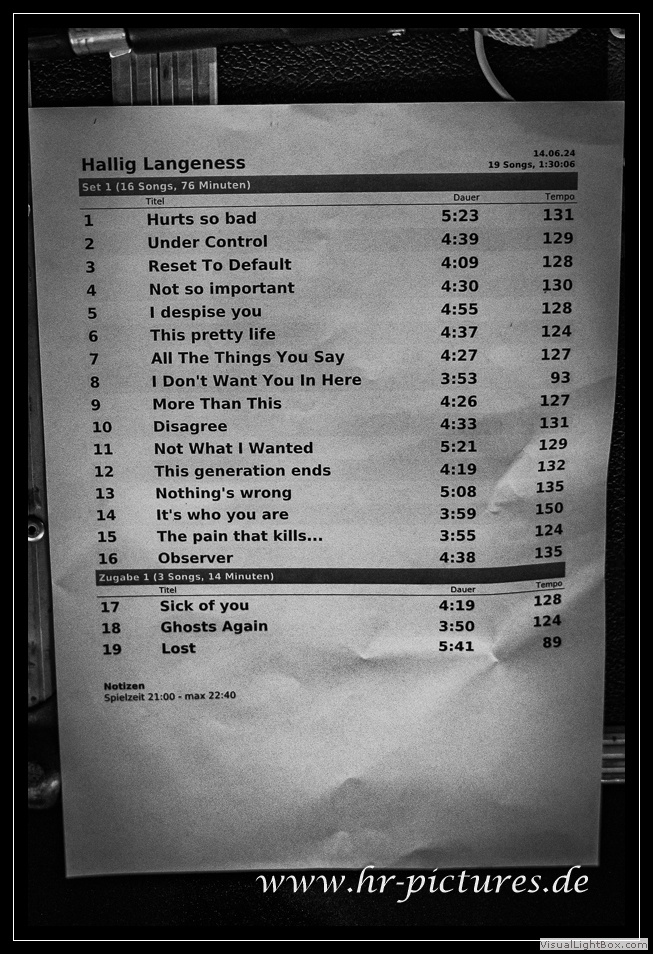 Hallig Langeness
14.06.24
19 Songs, 1:30:06
Set 1 (16 Songs, 76 Minuten)
Titel Dauer Tempo
1 Hurts so bad 5:23 131
2 Under Control 4:39 129
3 Reset To Default 4:09 128
4 Not so important 4:30 130
5 I despise you 4:55 128
6 This pretty life 4:37 124
7 All The Things You Say 4:27 127
8 I Don't Want You In Here 3:53 93
9 More Than This 4:26 127
10 Disagree 4:33 131
11 Not What I Wanted 5:21 129
12 This generation ends 4:19 132
13 Nothing's wrong 5:08 135
14 It's who you are 3:59 150
15 The pain that kills... 3:55 124
16 Observer 4:38 135
Zugabe 1 (3 Songs, 14 Minuten)
Titel Dauer Tempo
17 Sick of you 4:19 128
18 Ghosts Again 3:50 124
19 Lost 5:41 89
Notizen
Spielzeit 21:00 - max 22:40
www.hr-pictures.de
VisualLightBox.com